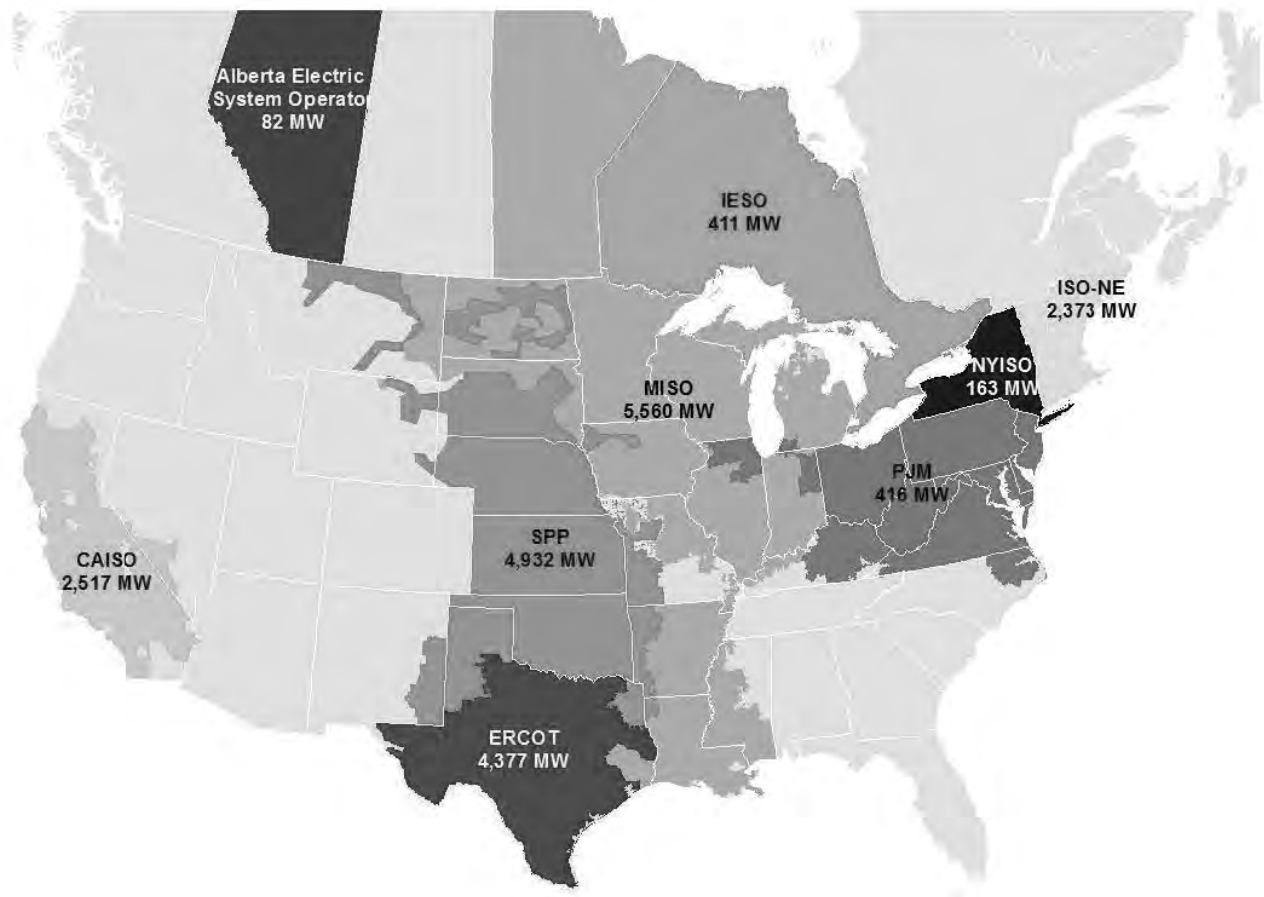 Alberta Electric
System Operator
82 MW
IESO
411 MW
ISO-NE
2,373 MW
NYISO
163 MW
MISO
5,560 MW
PJM
416 MW
SPP
4,932 MW
CAISO
2,517 MW
ERCOT
4,377 MW